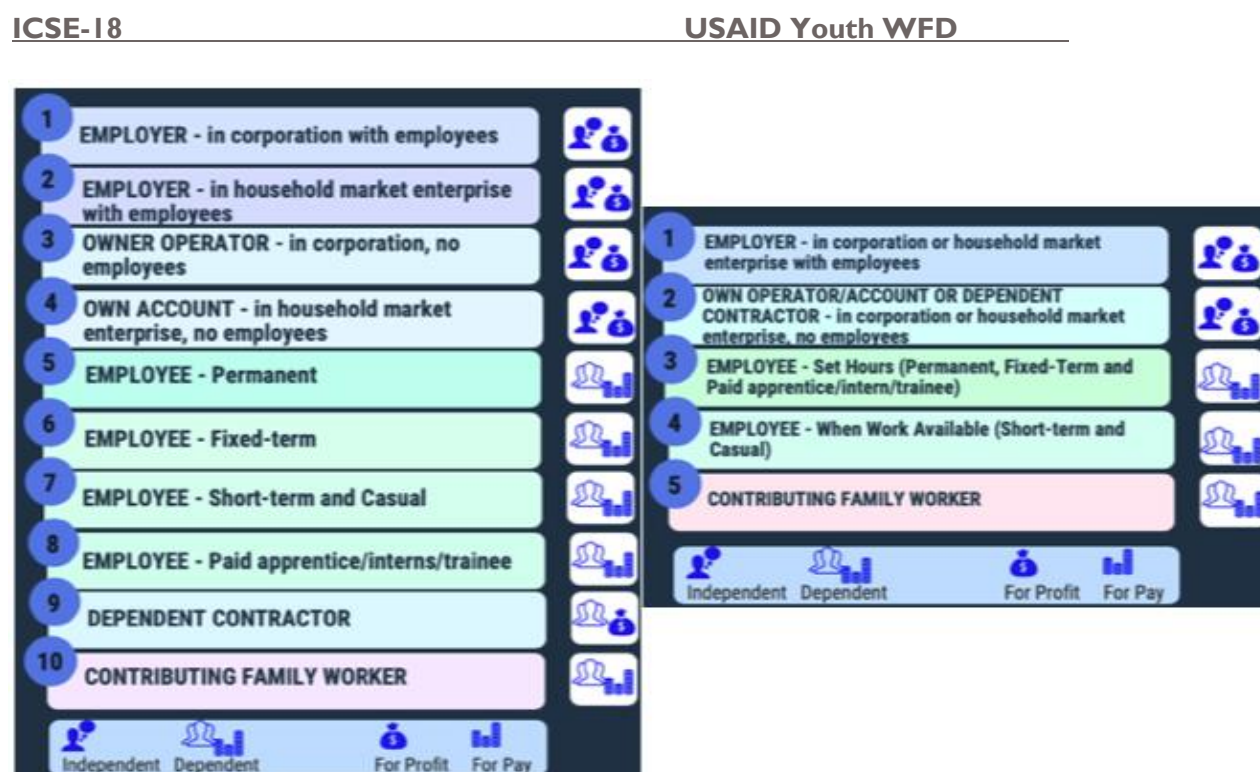 ICSE-18
USAID Youth WFD
1
EMPLOYER - in corporation with employees
2
EMPLOYER - in household market enterprise
with employees
3
OWNER OPERATOR - in corporation, no
employees
4
OWN ACCOUNT - in household market
enterprise, no employees
5
EMPLOYEE - Permanent
6
EMPLOYEE - Fixed-term
7
EMPLOYEE - Short-term and Casual
8
EMPLOYEE - Paid apprentice/interns/trainee
9
DEPENDENT CONTRACTOR
10
CONTRIBUTING FAMILY WORKER
Independent Dependent For Profit For Pay
1
EMPLOYER - in corporation or household market
enterprise with employees
2
OWN OPERATOR/ACCOUNT OR DEPENDENT
CONTRACTOR - in corporation or household market
enterprise, no employees
3
EMPLOYEE - Set Hours (Permanent, Fixed-Term and
Paid apprentice/intern/trainee)
4
EMPLOYEE - When Work Available (Short-term and
Casual)
5
CONTRIBUTING FAMILY WORKER
Independent Dependent For Profit For Pay